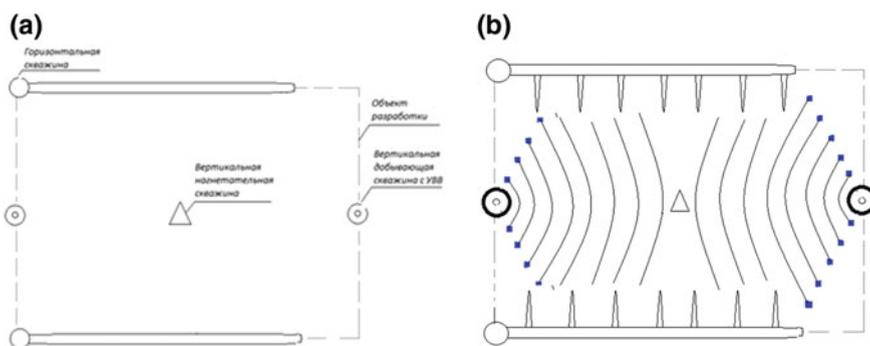 (a)
(b)
Горизонтальная
скважина
Объект
разработки
Вертикальная
нагнетательная
скважина
Вертикальная
добывающая
скважина с УВВ